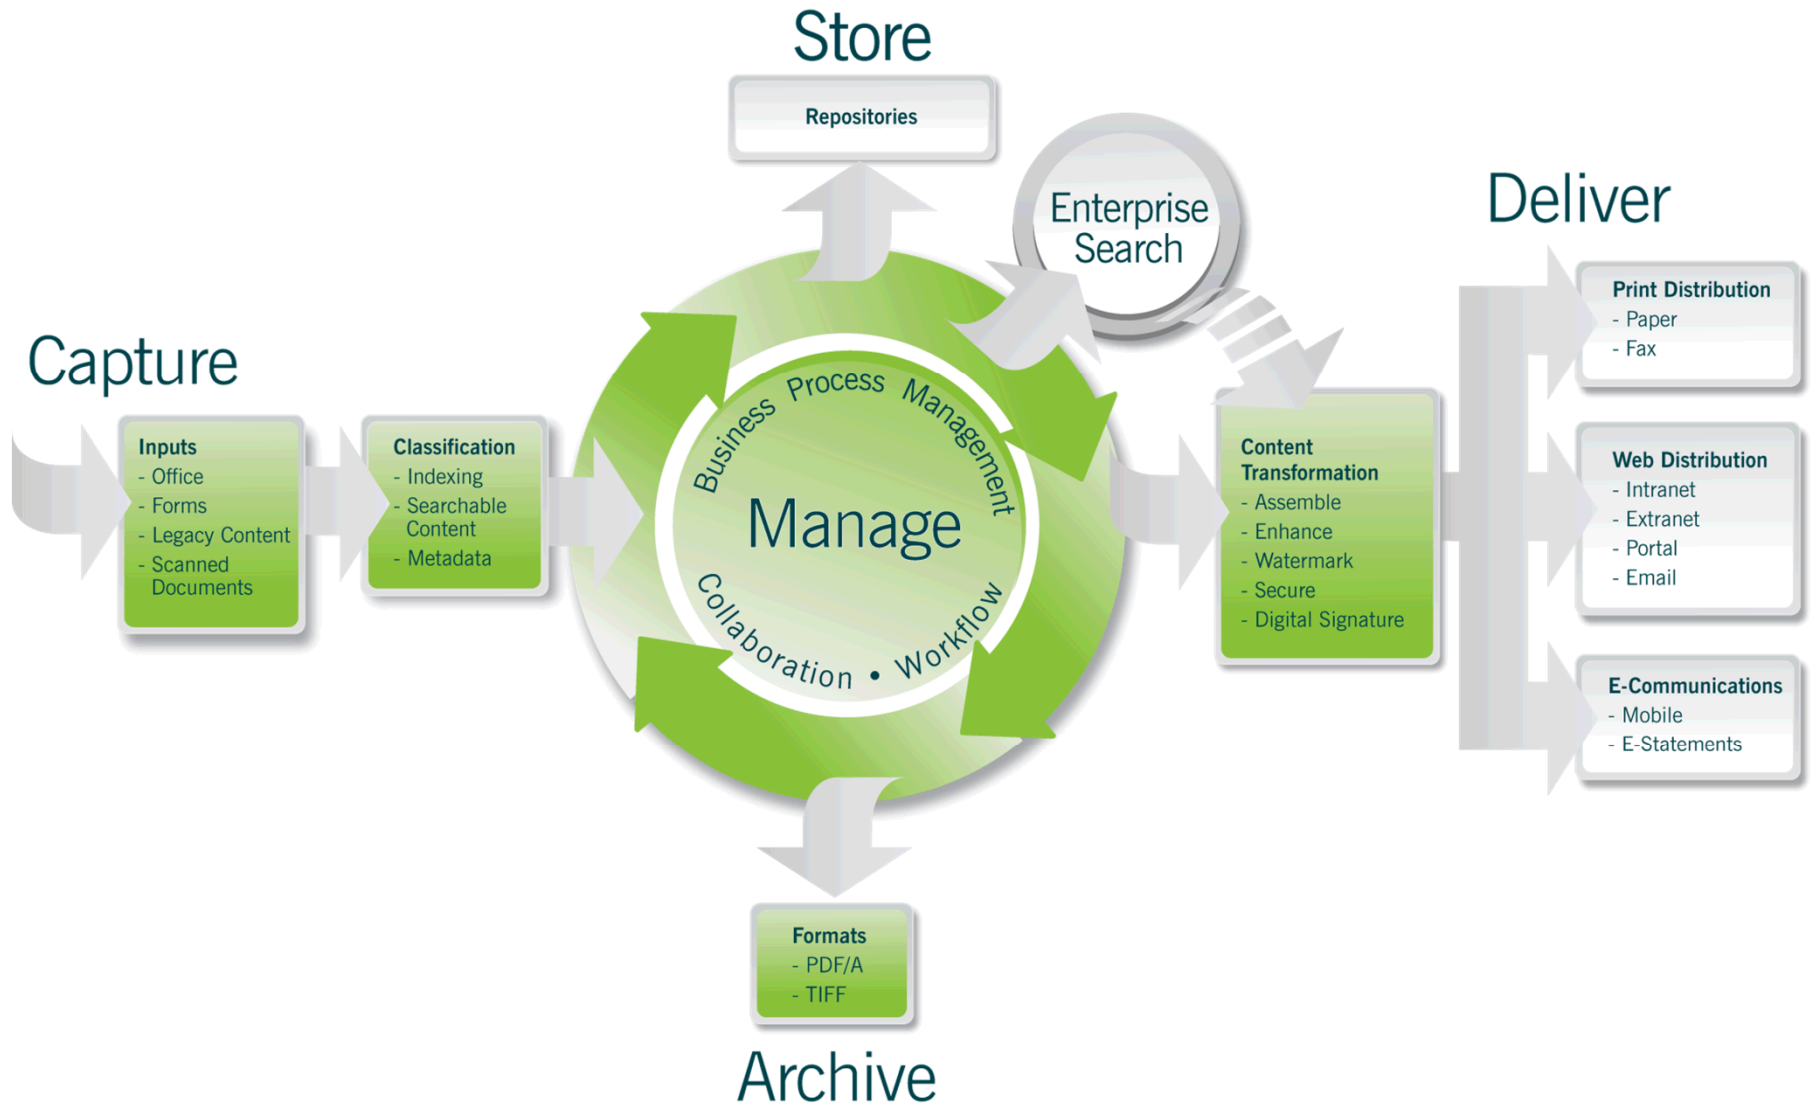 Store
Repositories
Enterprise
Search
Deliver
Print Distribution
- Paper
- Fax
Capture
Inputs
- Office
- Forms
- Legacy Content
- Scanned
Documents
Classification
- Indexing
- Searchable
Content
- Metadata
Business Process Management
Manage
Collaboration • Workflow
Content
Transformation
- Assemble
- Enhance
- Watermark
- Secure
- Digital Signature
Web Distribution
- Intranet
- Extranet
- Portal
- Email
E-Communications
- Mobile
- E-Statements
Formats
- PDF/A
- TIFF
Archive